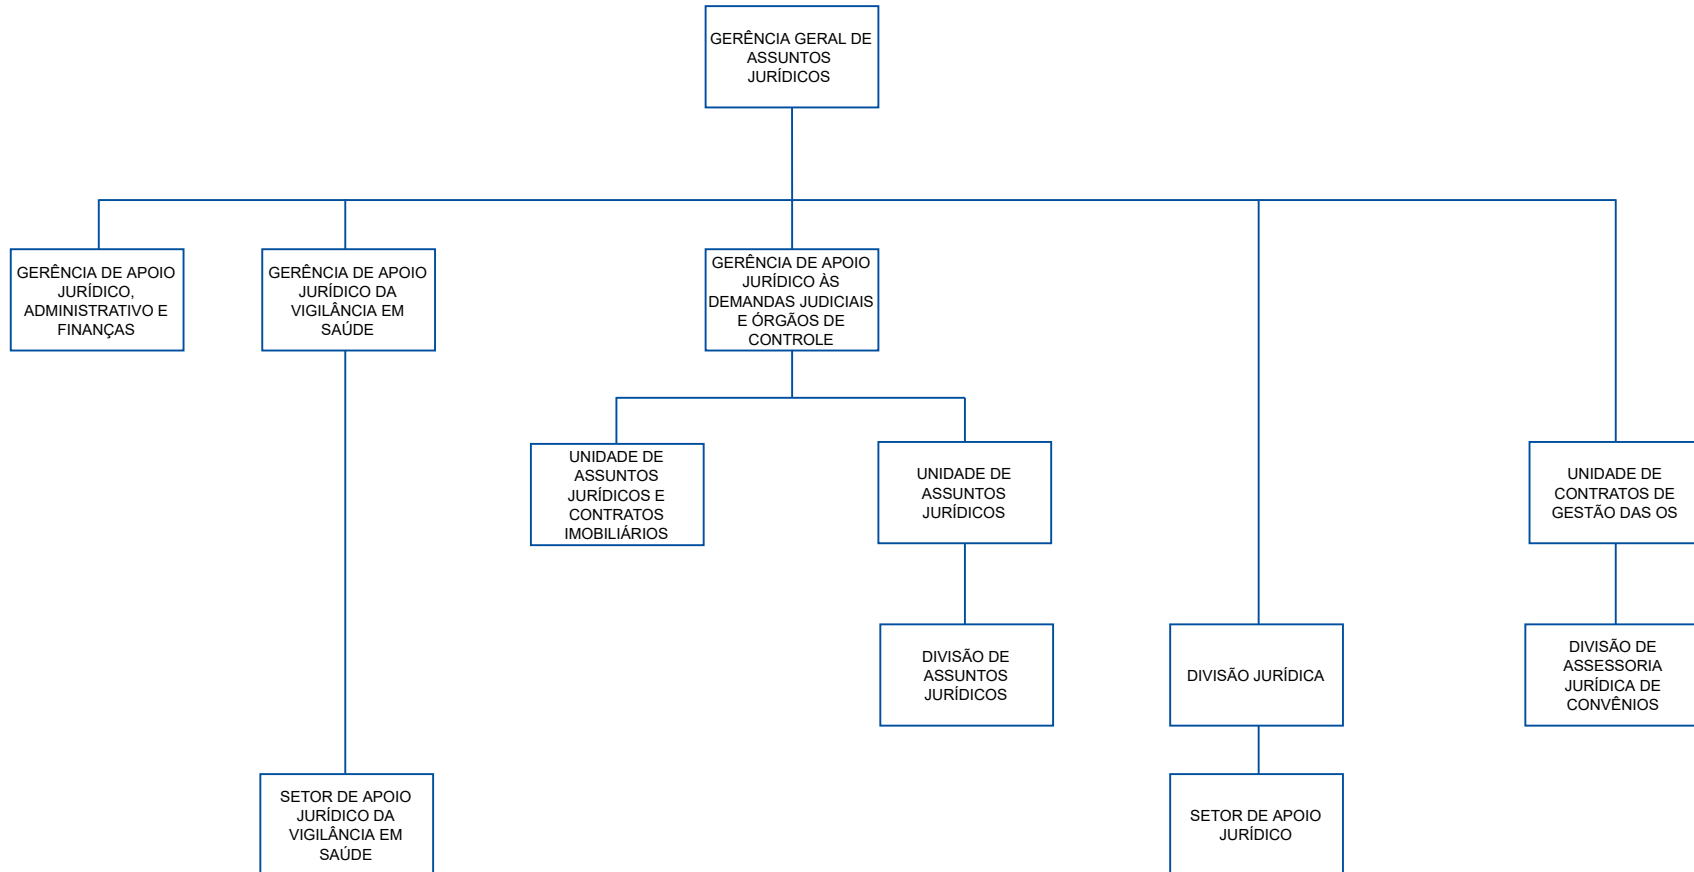 GERÊNCIA GERAL DE
ASSUNTOS
JURÍDICOS
GERÊNCIA DE APOIO
JURÍDICO,
ADMINISTRATIVO E
FINANÇAS
GERÊNCIA DE APOIO
JURÍDICO DA
VIGILÂNCIA EM
SAÚDE
GERÊNCIA DE APOIO
JURÍDICO ÀS
DEMANDAS JUDICIAIS
E ÓRGÃOS DE
CONTROLE
UNIDADE DE
ASSUNTOS
JURÍDICOS E
CONTRATOS
IMOBILIÁRIOS
UNIDADE DE
ASSUNTOS
JURÍDICOS
UNIDADE DE
CONTRATOS DE
GESTÃO DAS OS
DIVISÃO DE
ASSUNTOS
JURÍDICOS
DIVISÃO JURÍDICA
DIVISÃO DE
ASSESSORIA
JURÍDICA DE
CONVÊNIOS
SETOR DE APOIO
JURÍDICO DA
VIGILÂNCIA EM
SAÚDE
SETOR DE APOIO
JURÍDICO